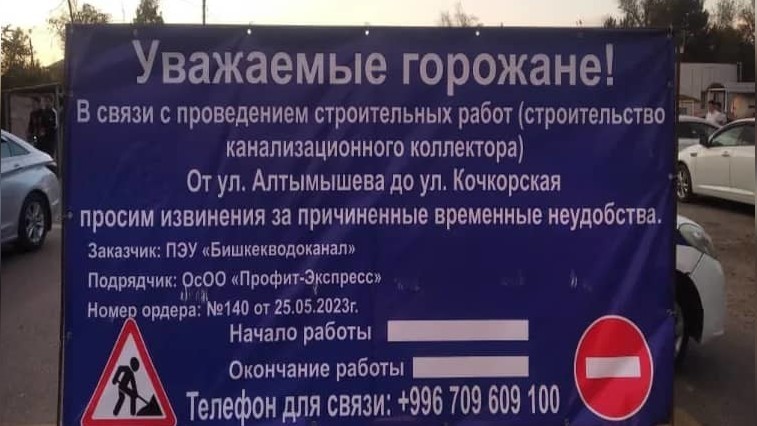 Уважаемые горожане!
В связи с проведением строительных работ (строительство
канализационного коллектора)
От ул. Алтымышева до ул. Кочкорская
просим извинения за причиненные временные неудобства.
Заказчик: ПЭУ «Бишкекводоканал»
Подрядчик: ОсОО «Профит-Экспресс»
Номер ордера: №140 от 25.05.2023г.
Начало работы
Окончание работы
Телефон для связи: +996 709 609 100